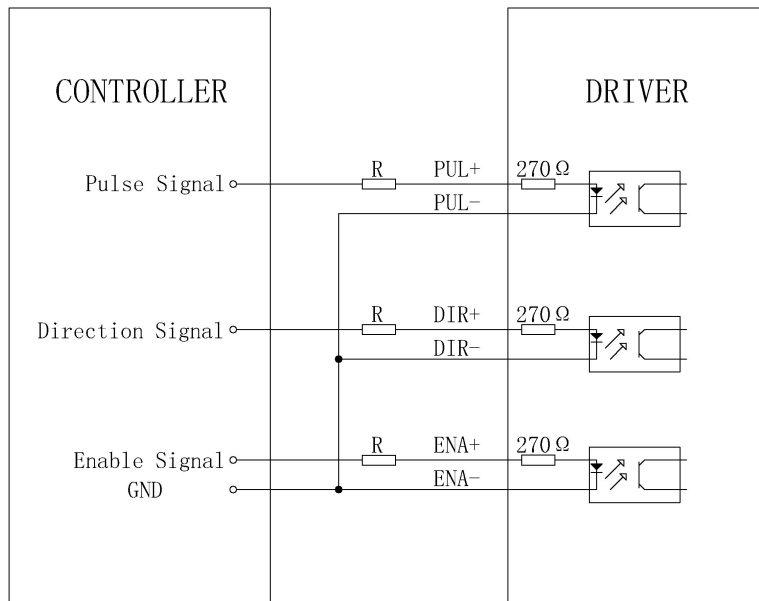 CONTROLLER
DRIVER
Pulse Signal
R
PUL+
270Ω
PUL-
Direction Signal
R
DIR+
270Ω
DIR-
Enable Signal
R
ENA+
270Ω
GND
ENA-